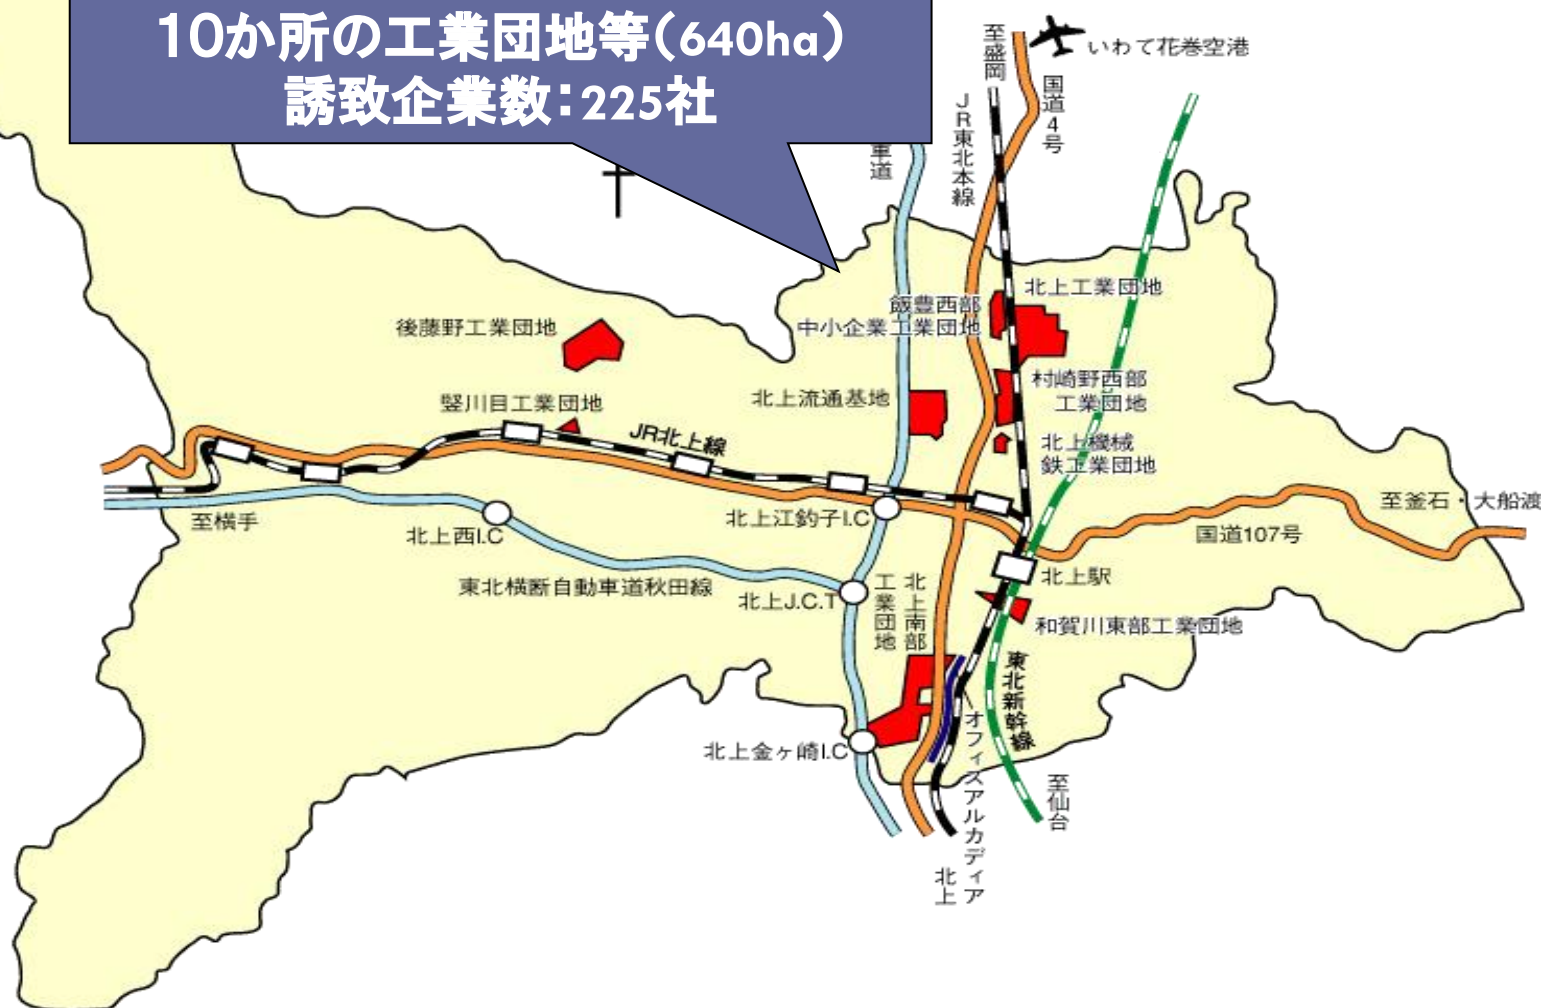 10か所の工業団地等(640ha)
誘致企業数:225社
至盛岡
いわて花巻空港
国道4号
JR東北本線
車道
北上工業団地
飯豊西部
中小企業工業団地
後藤野工業団地
村崎野西部
工業団地
北上流通基地
竪川目工業団地
JR北上線
北上機械
鉄工業団地
至釜石・大船渡
至横手
北上江釣子I.C
国道107号
北上西I.C
北上駅
東北横断自動車道秋田線
北上J.C.T
北上南部
工業団地
和賀川東部工業団地
東北新幹線
北上金ヶ崎I.C
至仙台
北上
オフィスアルカディア